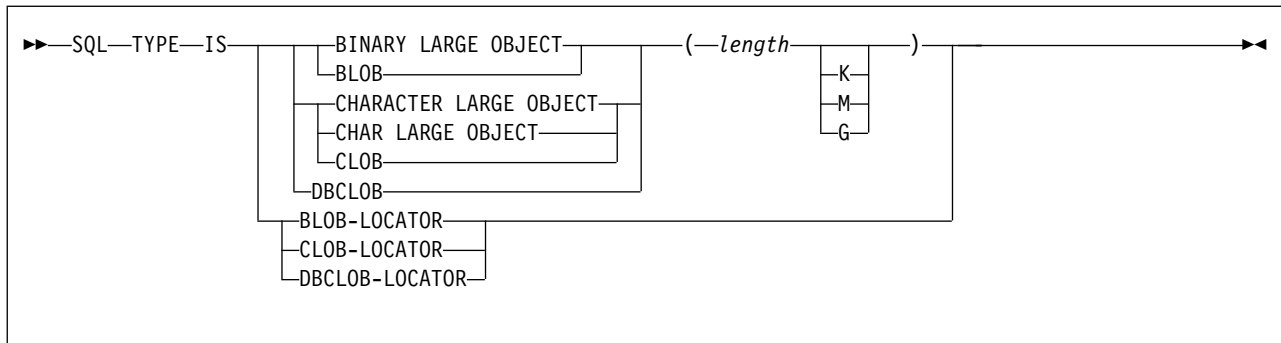 SQL TYPE IS BINARY LARGE OBJECT ( length )
BLOB K
CHARACTER LARGE OBJECT M
CHAR LARGE OBJECT G
CLOB
DBCLOB
BLOB-LOCATOR
CLOB-LOCATOR
DBCLOB-LOCATOR